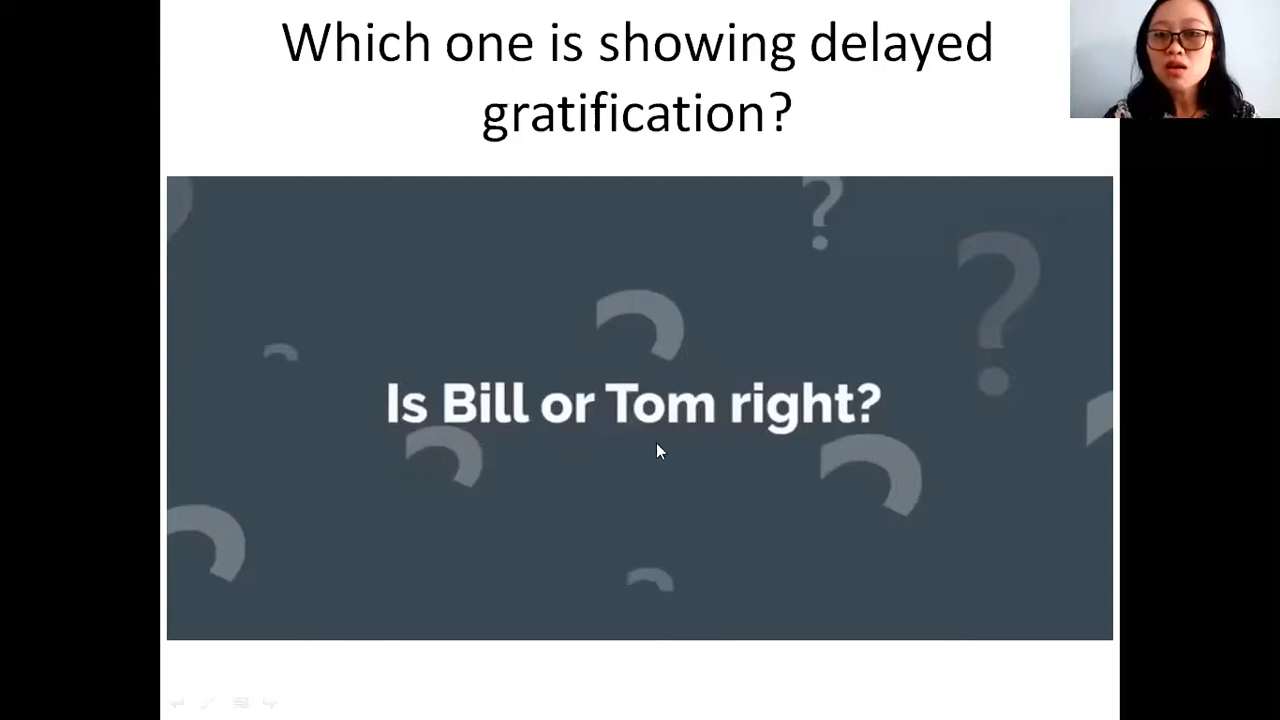 Which one is showing delayed
gratification?
Is Bill or Tom right?